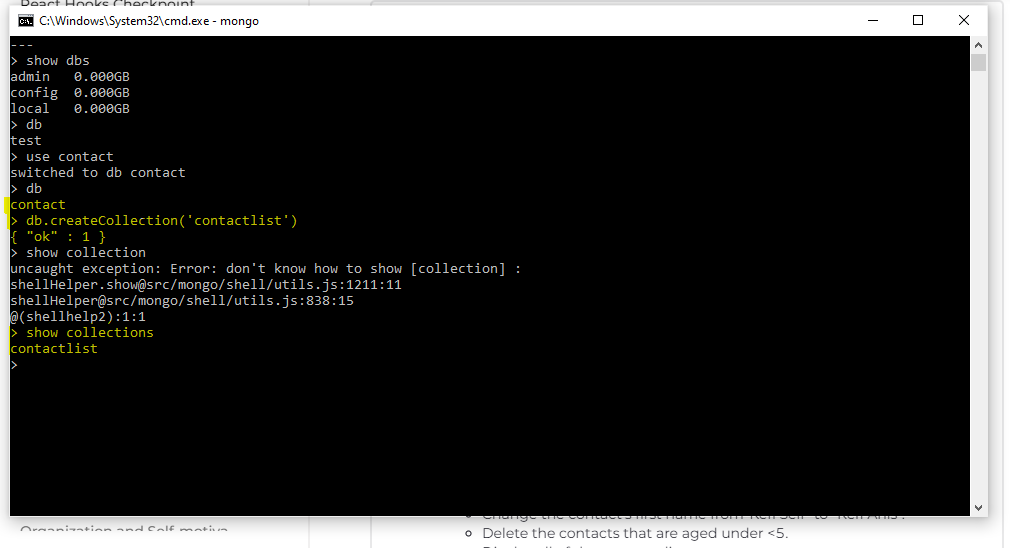 React Hooks Checkpoint
C:\Windows\System32\cmd.exe - mongo
---
> show dbs
admin   0.000GB
config  0.000GB
local   0.000GB
> db
test
> use contact
switched to db contact
> db
contact
> db.createCollection('contactlist')
{ "ok" : 1 }
> show collection
uncaught exception: Error: don't know how to show [collection] :
shellHelper.show@src/mongo/shell/utils.js:1211:11
shellHelper@src/mongo/shell/utils.js:838:15
@(shellhelp2):1:1
> show collections
contactlist
>
Organization and Self-motiva
Change the contact's first name from "Kefi Seif" to "Kefi Anis".
Delete the contacts that are aged under <5.